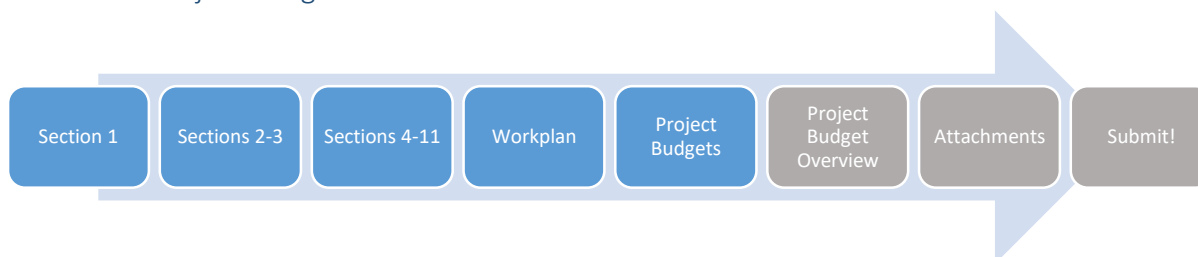 Section 1
Sections 2-3
Sections 4-11
Workplan
Project
Budgets
Project
Budget
Overview
Attachments
Submit!